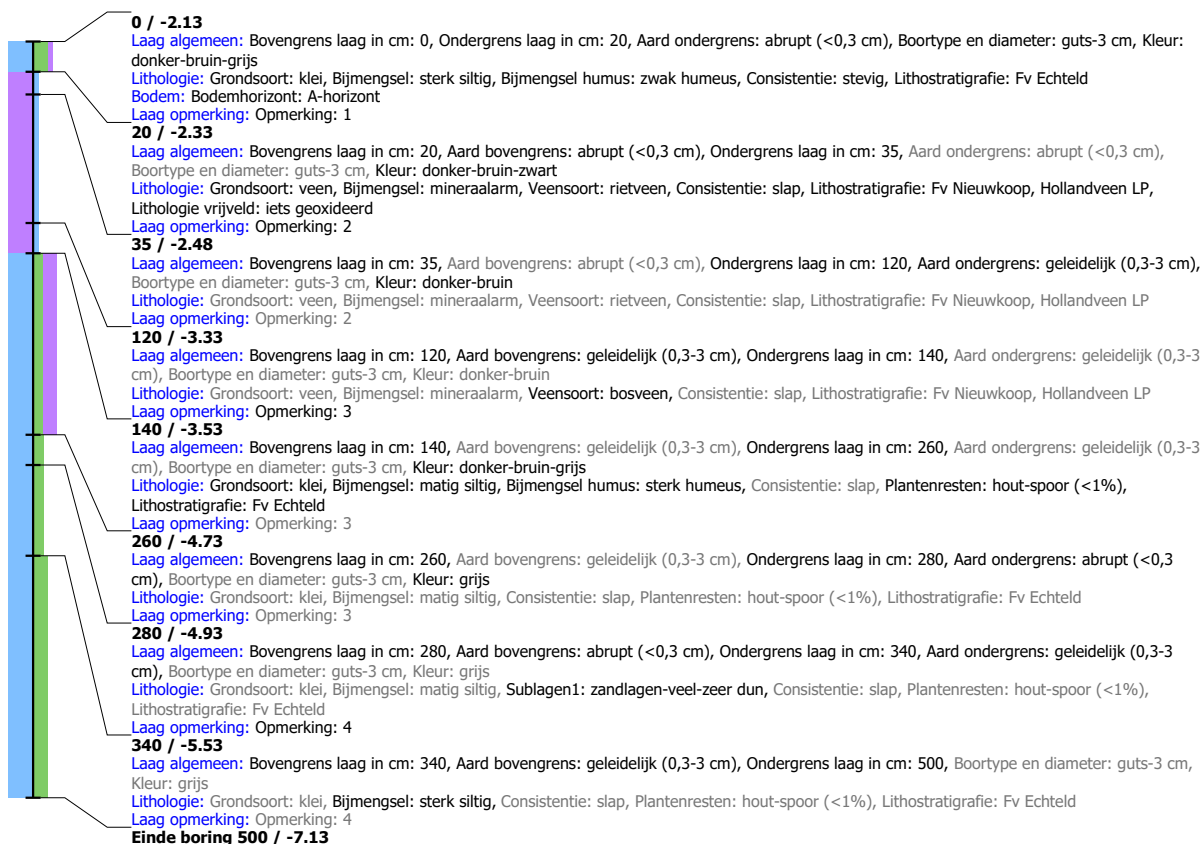 0 / -2.13
Laag algemeen: Bovengrens laag in cm: 0, Ondergrens laag in cm: 20, Aard ondergrens: abrupt (<0,3 cm), Boortype en diameter: guts-3 cm, Kleur:
donker-bruin-grijs
Lithologie: Grondsoort: klei, Bijmengsel: sterk siltig, Bijmengsel humus: zwak humeus, Consistentie: stevig, Lithostratigrafie: Fv Echteld
Bodem: Bodemhorizont: A-horizont
Laag opmerking: Opmerking: 1
20 / -2.33
Laag algemeen: Bovengrens laag in cm: 20, Aard bovengrens: abrupt (<0,3 cm), Ondergrens laag in cm: 35, Aard ondergrens: abrupt (<0,3 cm),
Boortype en diameter: guts-3 cm, Kleur: donker-bruin-zwart
Lithologie: Grondsoort: veen, Bijmengsel: mineraalarm, Veensoort: rietveen, Consistentie: slap, Lithostratigrafie: Fv Nieuwkoop, Hollandveen LP,
Lithologie vrijveld: iets geoxideerd
Laag opmerking: Opmerking: 2
35 / -2.48
Laag algemeen: Bovengrens laag in cm: 35, Aard bovengrens: abrupt (<0,3 cm), Ondergrens laag in cm: 120, Aard ondergrens: geleidelijk (0,3-3 cm),
Boortype en diameter: guts-3 cm, Kleur: donker-bruin
Lithologie: Grondsoort: veen, Bijmengsel: mineraalarm, Veensoort: rietveen, Consistentie: slap, Lithostratigrafie: Fv Nieuwkoop, Hollandveen LP
Laag opmerking: Opmerking: 2
120 / -3.33
Laag algemeen: Bovengrens laag in cm: 120, Aard bovengrens: geleidelijk (0,3-3 cm), Ondergrens laag in cm: 140, Aard ondergrens: geleidelijk (0,3-3
cm), Boortype en diameter: guts-3 cm, Kleur: donker-bruin
Lithologie: Grondsoort: veen, Bijmengsel: mineraalarm, Veensoort: bosveen, Consistentie: slap, Lithostratigrafie: Fv Nieuwkoop, Hollandveen LP
Laag opmerking: Opmerking: 3
140 / -3.53
Laag algemeen: Bovengrens laag in cm: 140, Aard bovengrens: geleidelijk (0,3-3 cm), Ondergrens laag in cm: 260, Aard ondergrens: geleidelijk (0,3-3
cm), Boortype en diameter: guts-3 cm, Kleur: donker-bruin-grijs
Lithologie: Grondsoort: klei, Bijmengsel: matig siltig, Bijmengsel humus: sterk humeus, Consistentie: slap, Plantenresten: hout-spoor (<1%),
Lithostratigrafie: Fv Echteld
Laag opmerking: Opmerking: 3
260 / -4.73
Laag algemeen: Bovengrens laag in cm: 260, Aard bovengrens: geleidelijk (0,3-3 cm), Ondergrens laag in cm: 280, Aard ondergrens: abrupt (<0,3
cm), Boortype en diameter: guts-3 cm, Kleur: grijs
Lithologie: Grondsoort: klei, Bijmengsel: matig siltig, Consistentie: slap, Plantenresten: hout-spoor (<1%), Lithostratigrafie: Fv Echteld
Laag opmerking: Opmerking: 3
280 / -4.93
Laag algemeen: Bovengrens laag in cm: 280, Aard bovengrens: abrupt (<0,3 cm), Ondergrens laag in cm: 340, Aard ondergrens: geleidelijk (0,3-3
cm), Boortype en diameter: guts-3 cm, Kleur: grijs
Lithologie: Grondsoort: klei, Bijmengsel: matig siltig, Sublagen1: zandlagen-veel-zeer dun, Consistentie: slap, Plantenresten: hout-spoor (<1%),
Lithostratigrafie: Fv Echteld
Laag opmerking: Opmerking: 4
340 / -5.53
Laag algemeen: Bovengrens laag in cm: 340, Aard bovengrens: geleidelijk (0,3-3 cm), Ondergrens laag in cm: 500, Boortype en diameter: guts-3 cm,
Kleur: grijs
Lithologie: Grondsoort: klei, Bijmengsel: sterk siltig, Consistentie: slap, Plantenresten: hout-spoor (<1%), Lithostratigrafie: Fv Echteld
Laag opmerking: Opmerking: 4
Einde boring 500 / -7.13